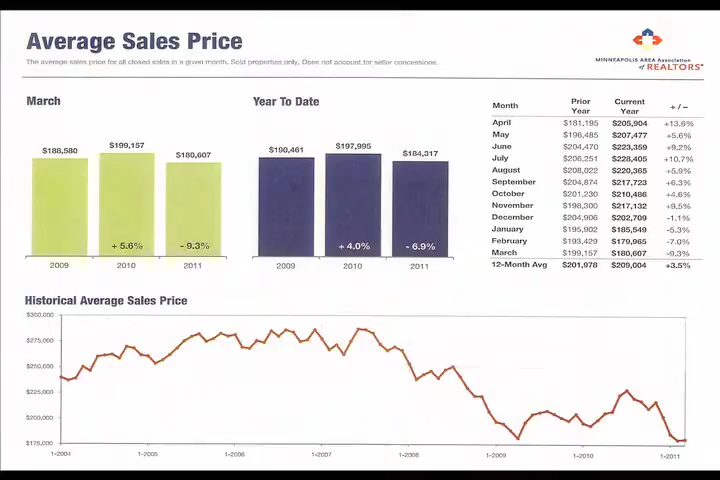 Average Sales Price
The average sales price for all closed sales in a given month. Sold properties only. Does not account for seller concessions.
MINNEAPOLIS AREA Association
of REALTORS
March
$188,580 $199,157 $180,607
+ 5.6% - 9.3%
2009 2010 2011
Year To Date
$190,461 $197,995 $184,317
+ 4.0% - 6.9%
2009 2010 2011
Month Prior Year Current Year + / –
April $181,195 $205,904 +13.6%
May $196,485 $207,477 +5.6%
June $204,470 $223,359 +9.2%
July $206,251 $228,405 +10.7%
August $208,022 $220,365 +5.9%
September $204,874 $217,723 +6.3%
October $201,230 $210,486 +4.6%
November $198,300 $217,132 +9.5%
December $204,906 $202,709 -1.1%
January $195,902 $185,549 -5.3%
February $193,429 $179,965 -7.0%
March $199,157 $180,607 -9.3%
12-Month Avg $201,978 $209,004 +3.5%
Historical Average Sales Price
$300,000
$275,000
$250,000
$225,000
$200,000
$175,000
1-2004 1-2005 1-2006 1-2007 1-2008 1-2009 1-2010 1-2011